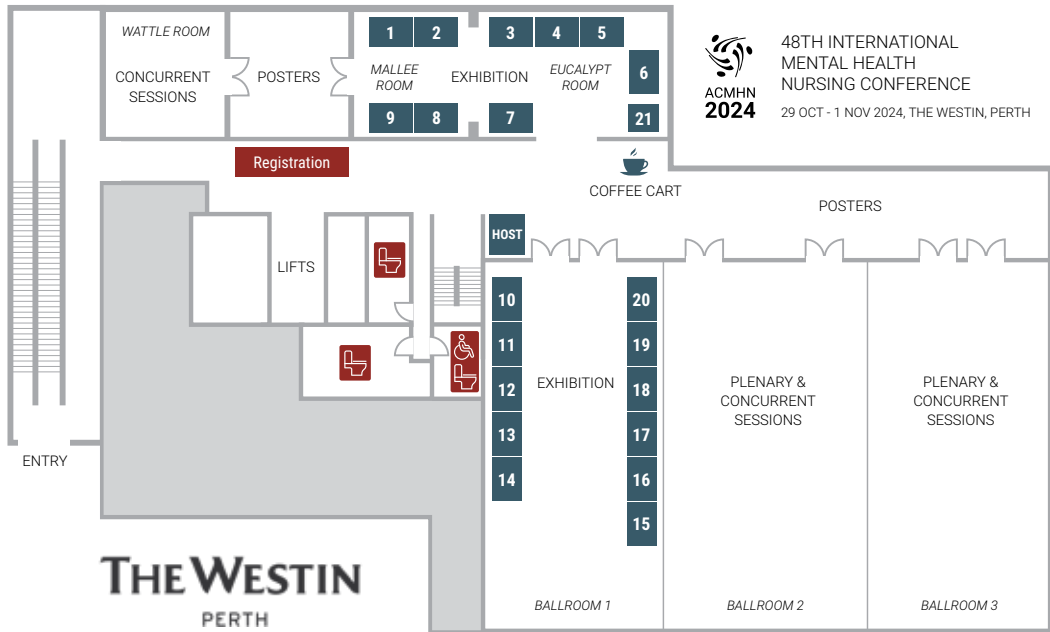 WATTLE ROOM
CONCURRENT
SESSIONS
POSTERS
1 2
MALLEE
ROOM
9 8
EXHIBITION
3 4 5
EUCALYPT
ROOM
7
6
21
ACMHN
2024
48TH INTERNATIONAL
MENTAL HEALTH
NURSING CONFERENCE
29 OCT - 1 NOV 2024, THE WESTIN, PERTH
Registration
COFFEE CART
POSTERS
HOST
LIFTS
ENTRY
10
11
12
13
14
EXHIBITION
20
19
18
17
16
15
BALLROOM 1
PLENARY &
CONCURRENT
SESSIONS
BALLROOM 2
PLENARY &
CONCURRENT
SESSIONS
BALLROOM 3
THE WESTIN
PERTH